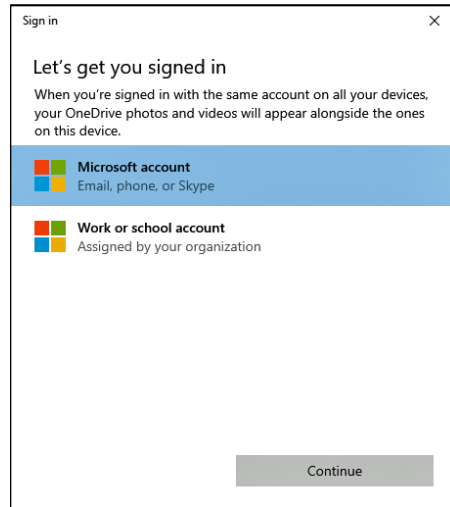 Sign in
Let's get you signed in
When you're signed in with the same account on all your devices,
your OneDrive photos and videos will appear alongside the ones
on this device.
Microsoft account
Email, phone, or Skype
Work or school account
Assigned by your organization
Continue